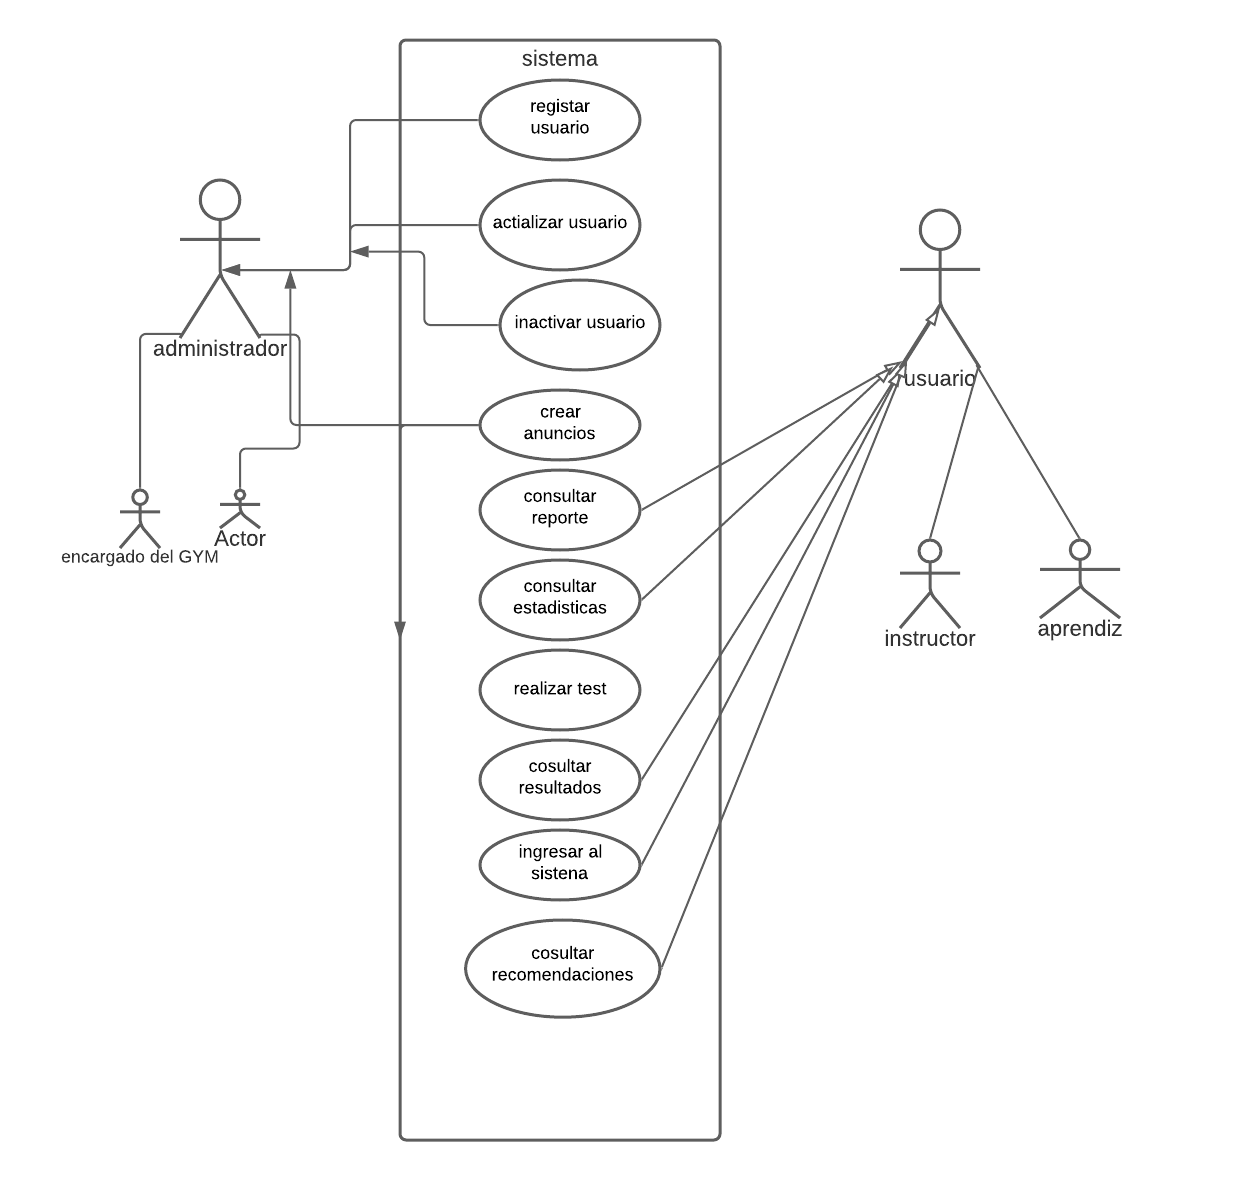 sistema
registar
usuario
actializar usuario
inactivar usuario
administrador
usuario
crear
anuncios
consultar
reporte
Actor
encargado del GYM
consultar
estadisticas
instructor
aprendiz
realizar test
cosultar
resultados
ingresar al
sistena
cosultar
recomendaciones